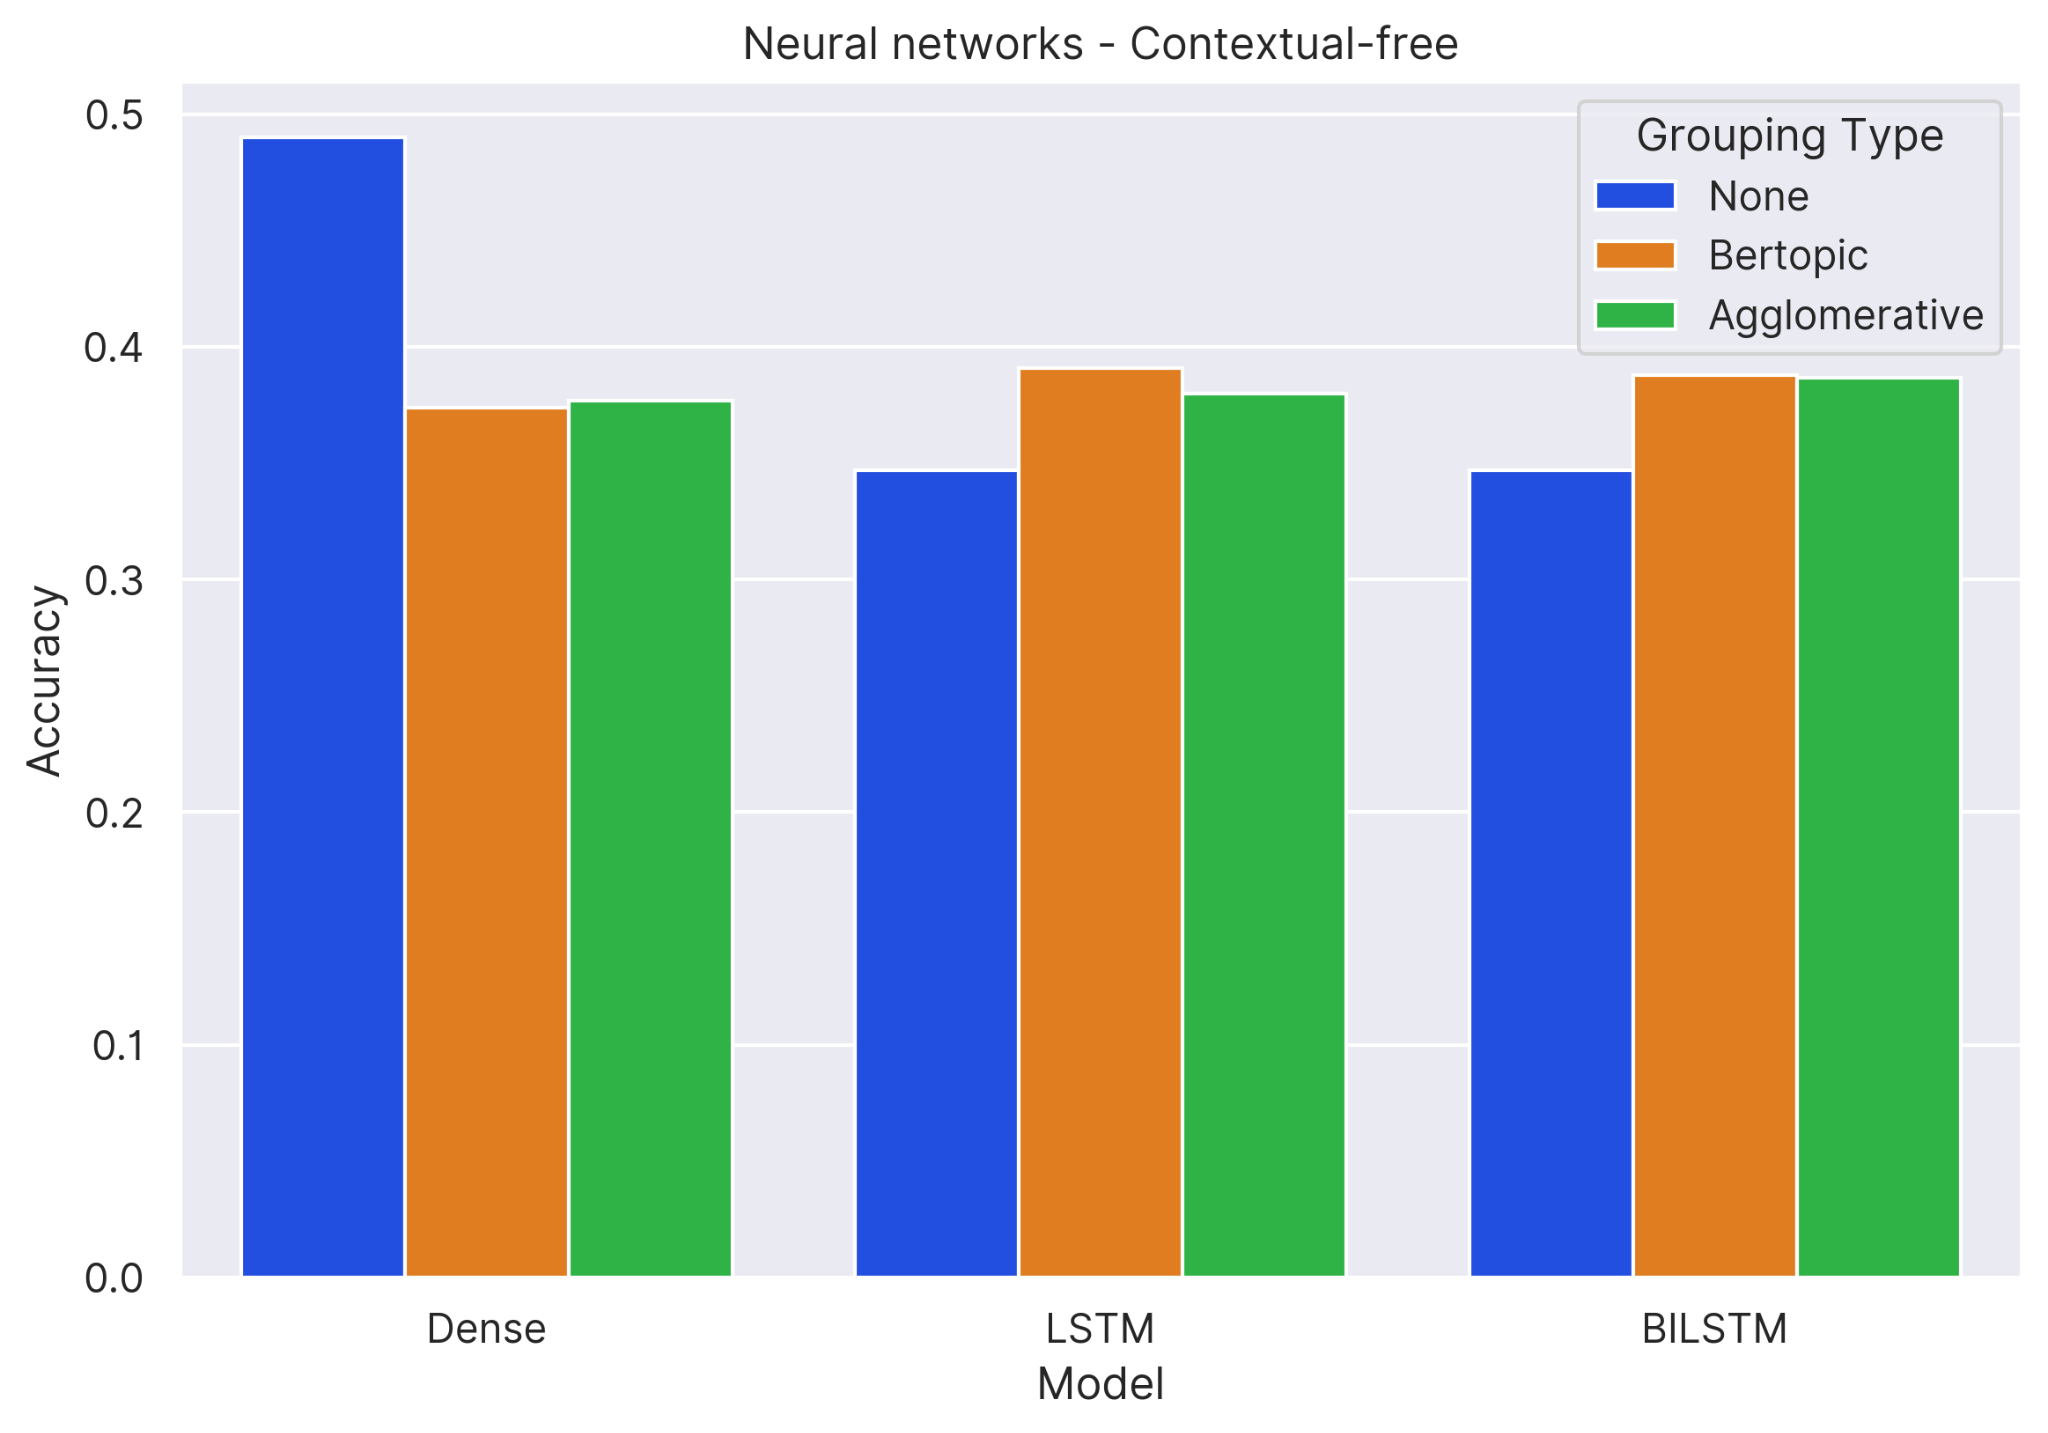 Neural networks - Contextual-free
0.5
0.4
0.3
0.2
0.1
0.0
Accuracy
Grouping Type
None
Bertopic
Agglomerative
Dense
LSTM
BILSTM
Model